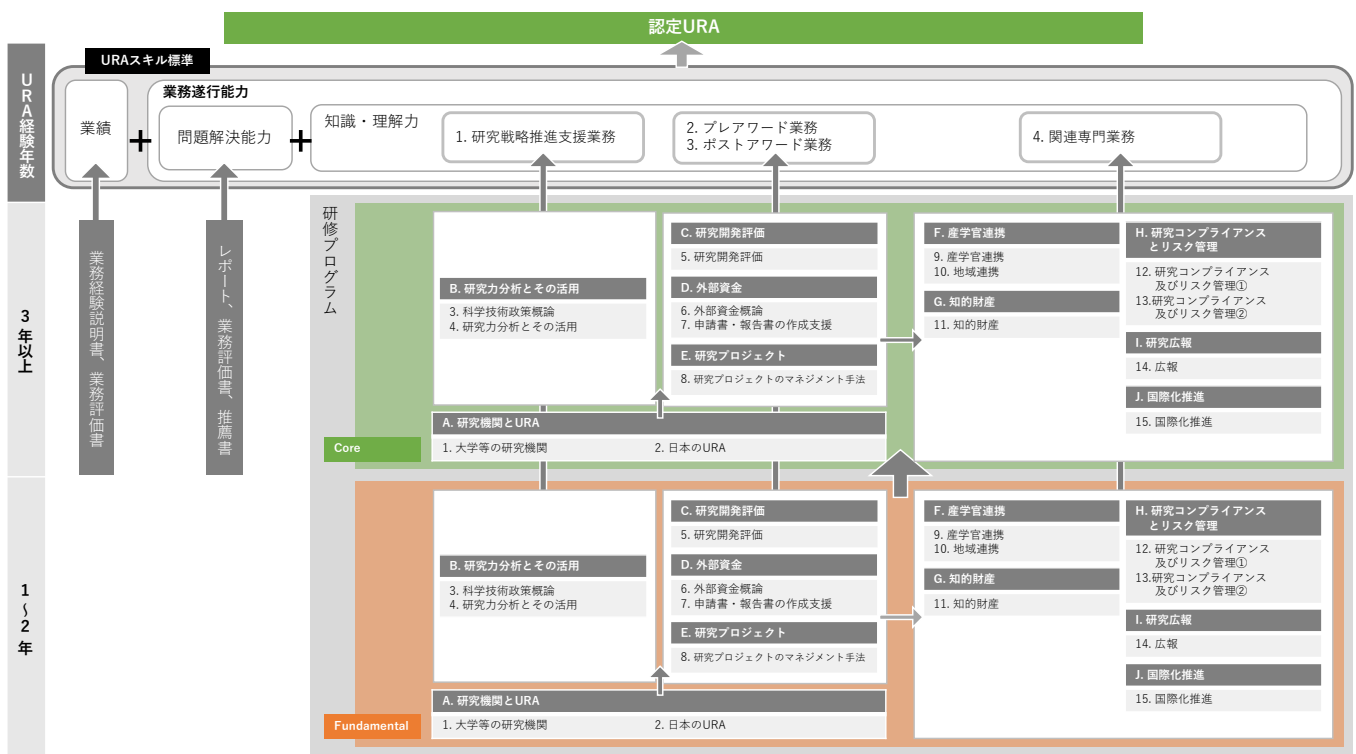 認定URA
URAスキル標準
URA経験年数
業務遂行能力
業績
+
問題解決能力
+
知識・理解力
1. 研究戦略推進支援業務
2. プレアワード業務
3. ポストアワード業務
4. 関連専門業務
3年以上
業務経験説明書、業務評価書
レポート、業務評価書、推薦書
研修プログラム
B. 研究力分析とその活用
3. 科学技術政策概論
4. 研究力分析とその活用
C. 研究開発評価
5. 研究開発評価
D. 外部資金
6. 外部資金概論
7. 申請書・報告書の作成支援
E. 研究プロジェクト
8. 研究プロジェクトのマネジメント手法
F. 産学官連携
9. 産学官連携
10. 地域連携
G. 知的財産
11. 知的財産
H. 研究コンプライアンス
とリスク管理
12. 研究コンプライアンス
及びリスク管理①
13.研究コンプライアンス
及びリスク管理②
I. 研究広報
14. 広報
J. 国際化推進
15. 国際化推進
A. 研究機関とURA
Core
1. 大学等の研究機関
2. 日本のURA
1～2年
B. 研究力分析とその活用
3. 科学技術政策概論
4. 研究力分析とその活用
C. 研究開発評価
5. 研究開発評価
D. 外部資金
6. 外部資金概論
7. 申請書・報告書の作成支援
E. 研究プロジェクト
8. 研究プロジェクトのマネジメント手法
F. 産学官連携
9. 産学官連携
10. 地域連携
G. 知的財産
11. 知的財産
H. 研究コンプライアンス
とリスク管理
12. 研究コンプライアンス
及びリスク管理①
13.研究コンプライアンス
及びリスク管理②
I. 研究広報
14. 広報
J. 国際化推進
15. 国際化推進
A. 研究機関とURA
Fundamental
1. 大学等の研究機関
2. 日本のURA